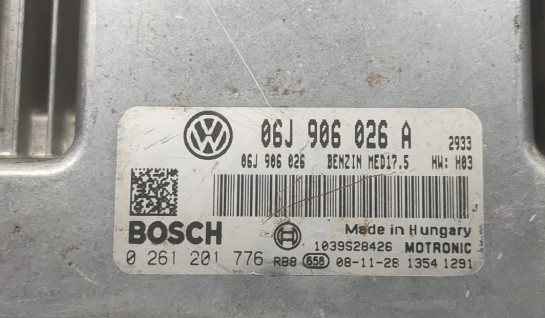 06J 906 026 A 2933
06J 906 026 BENZIN MED17.5 HW: H03
BOSCH Made in Hungary
1039S28426 MOTRONIC
0 261 201 776 RB8 658 08-11-28 1354 1291